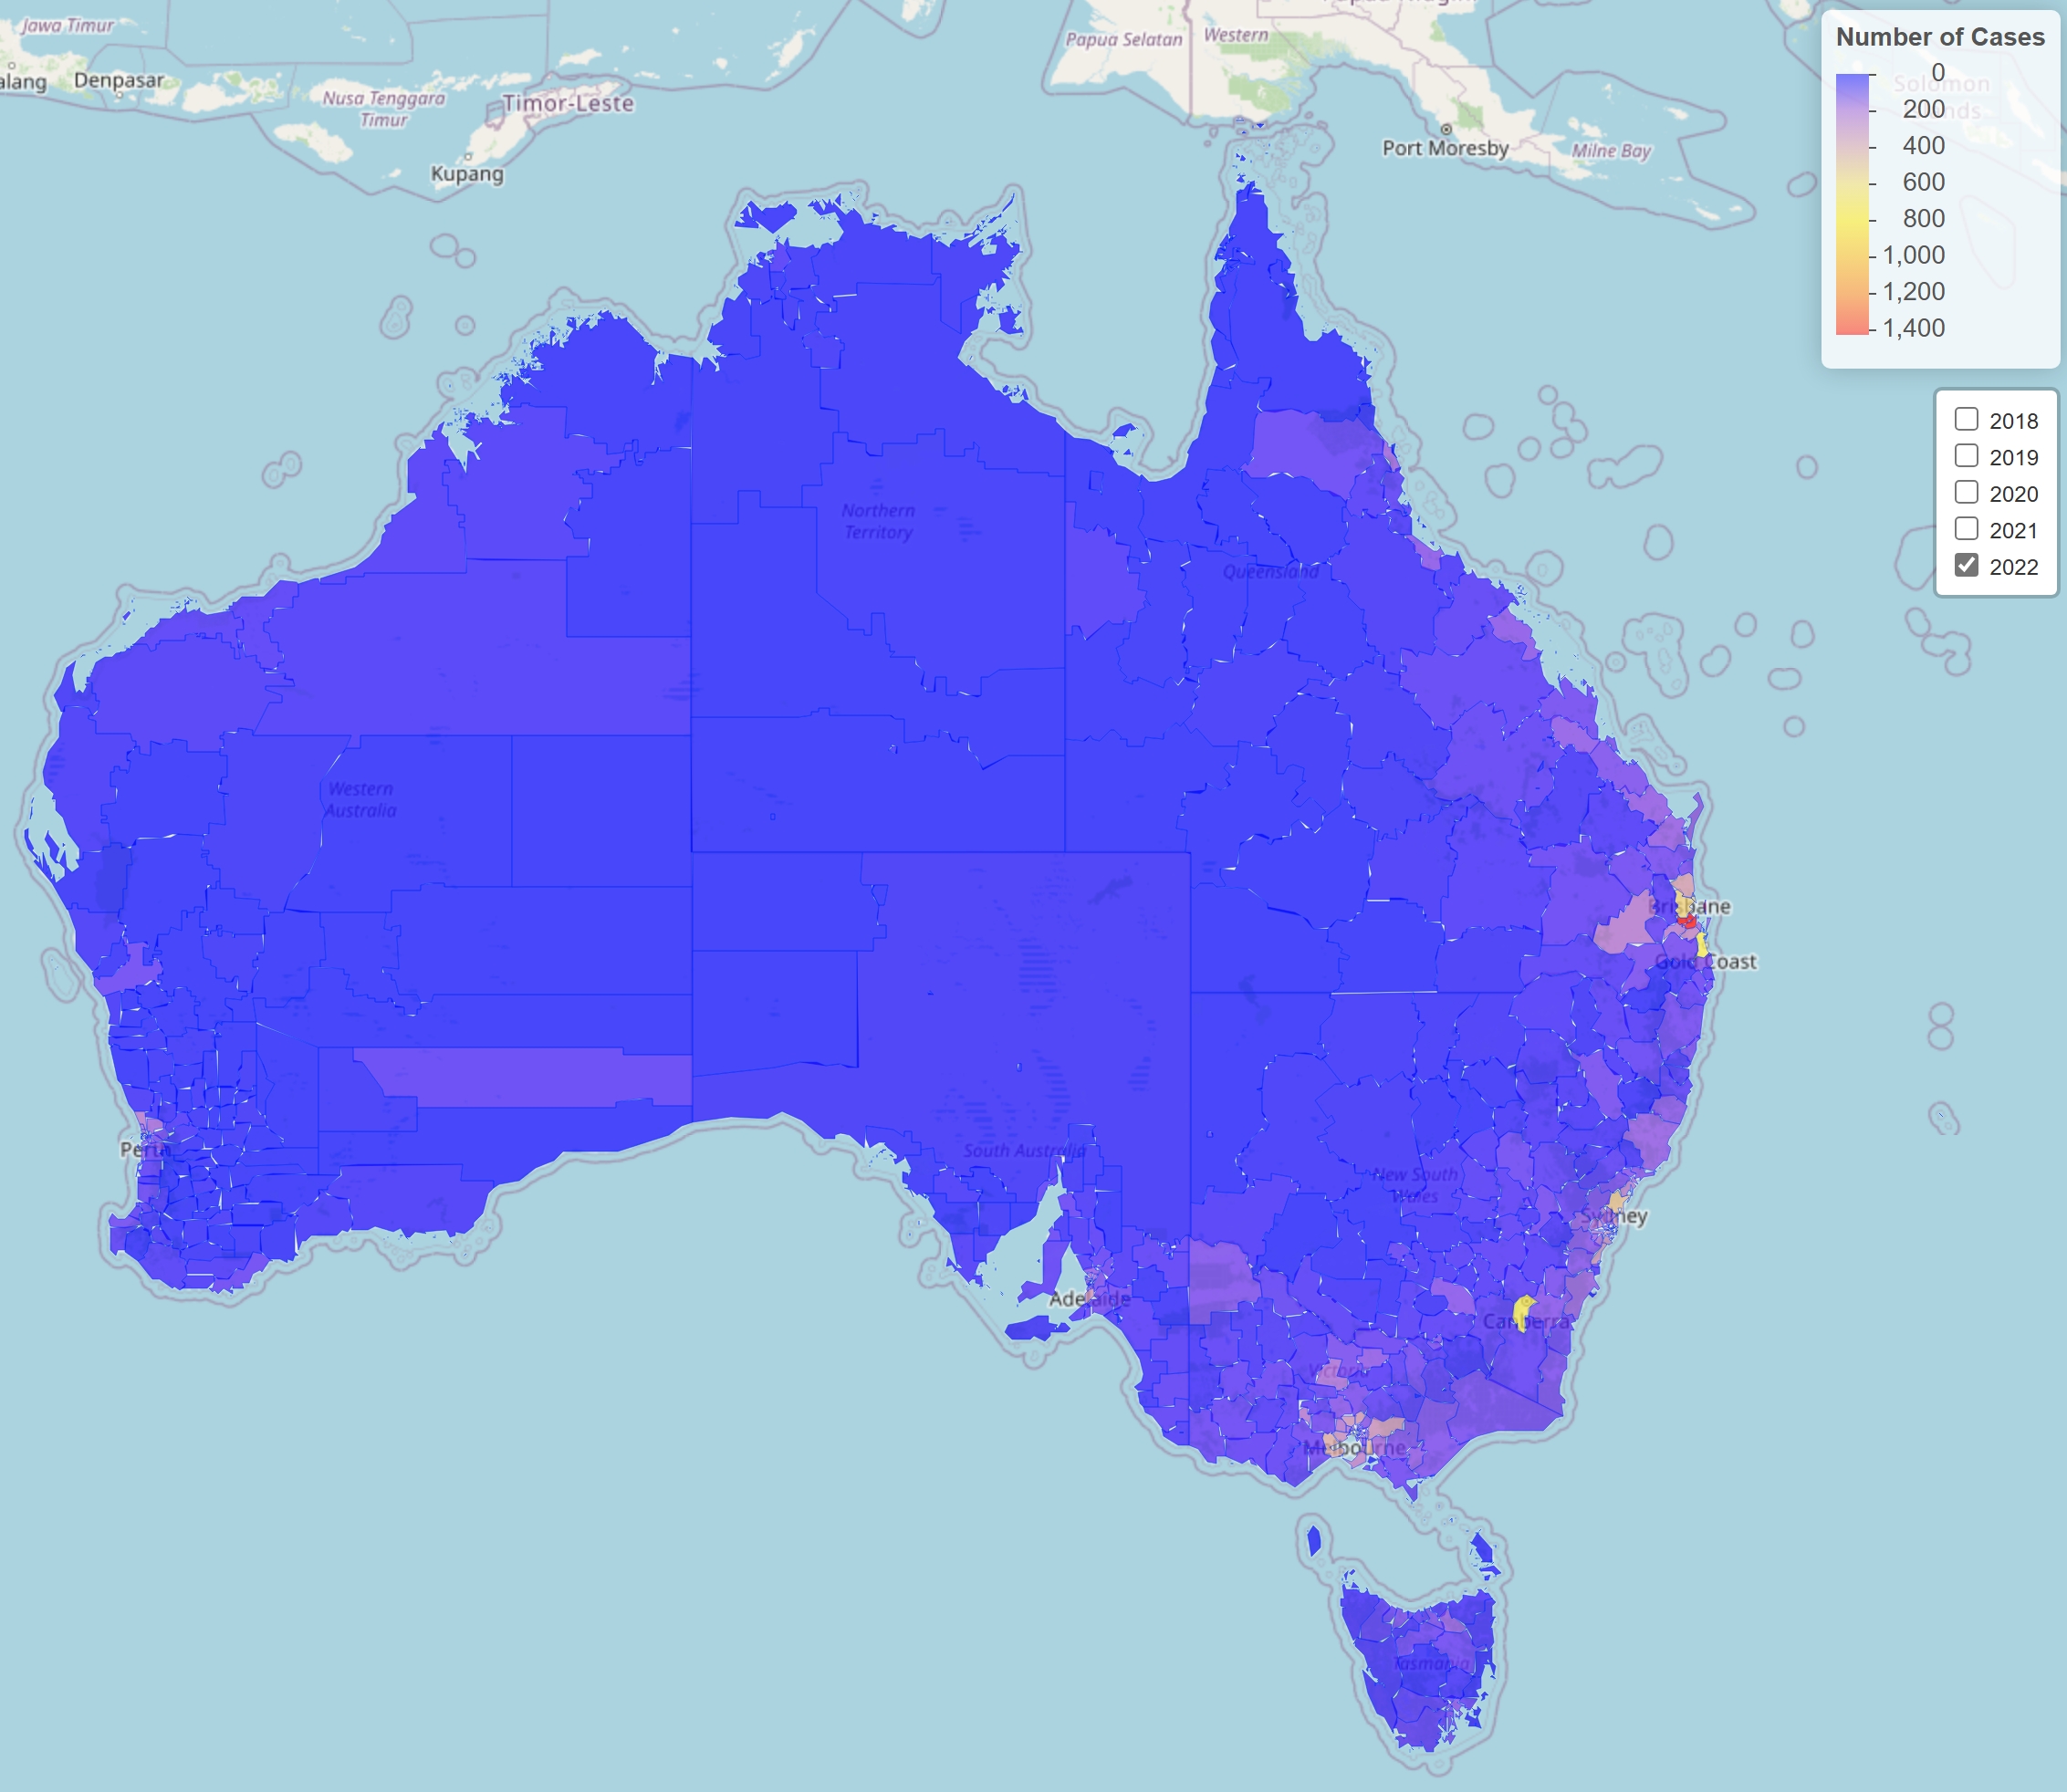 Jawa Timur
alang
Denpasar
Nusa Tenggara
Timur
Timor-Leste
Kupang
Papua Selatan
Western
Port Moresby
Milne Bay
Number of Cases
0
200
400
600
800
1,000
1,200
1,400
Solomon
2018
2019
2020
2021
2022
Northern
Territory
Queensland
Western
Australia
Brisbane
Gold Coast
Perth
South Australia
New South
Wales
Sydney
Adelaide
Canberra
Victoria
Melbourne
Tasmania